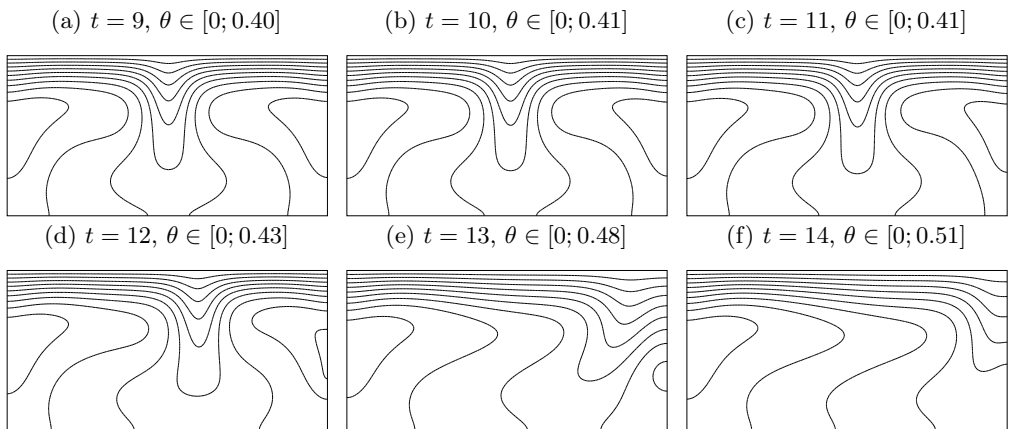 (a) t = 9, θ ∈ [0; 0.40]
(b) t = 10, θ ∈ [0; 0.41]
(c) t = 11, θ ∈ [0; 0.41]
(d) t = 12, θ ∈ [0; 0.43]
(e) t = 13, θ ∈ [0; 0.48]
(f) t = 14, θ ∈ [0; 0.51]